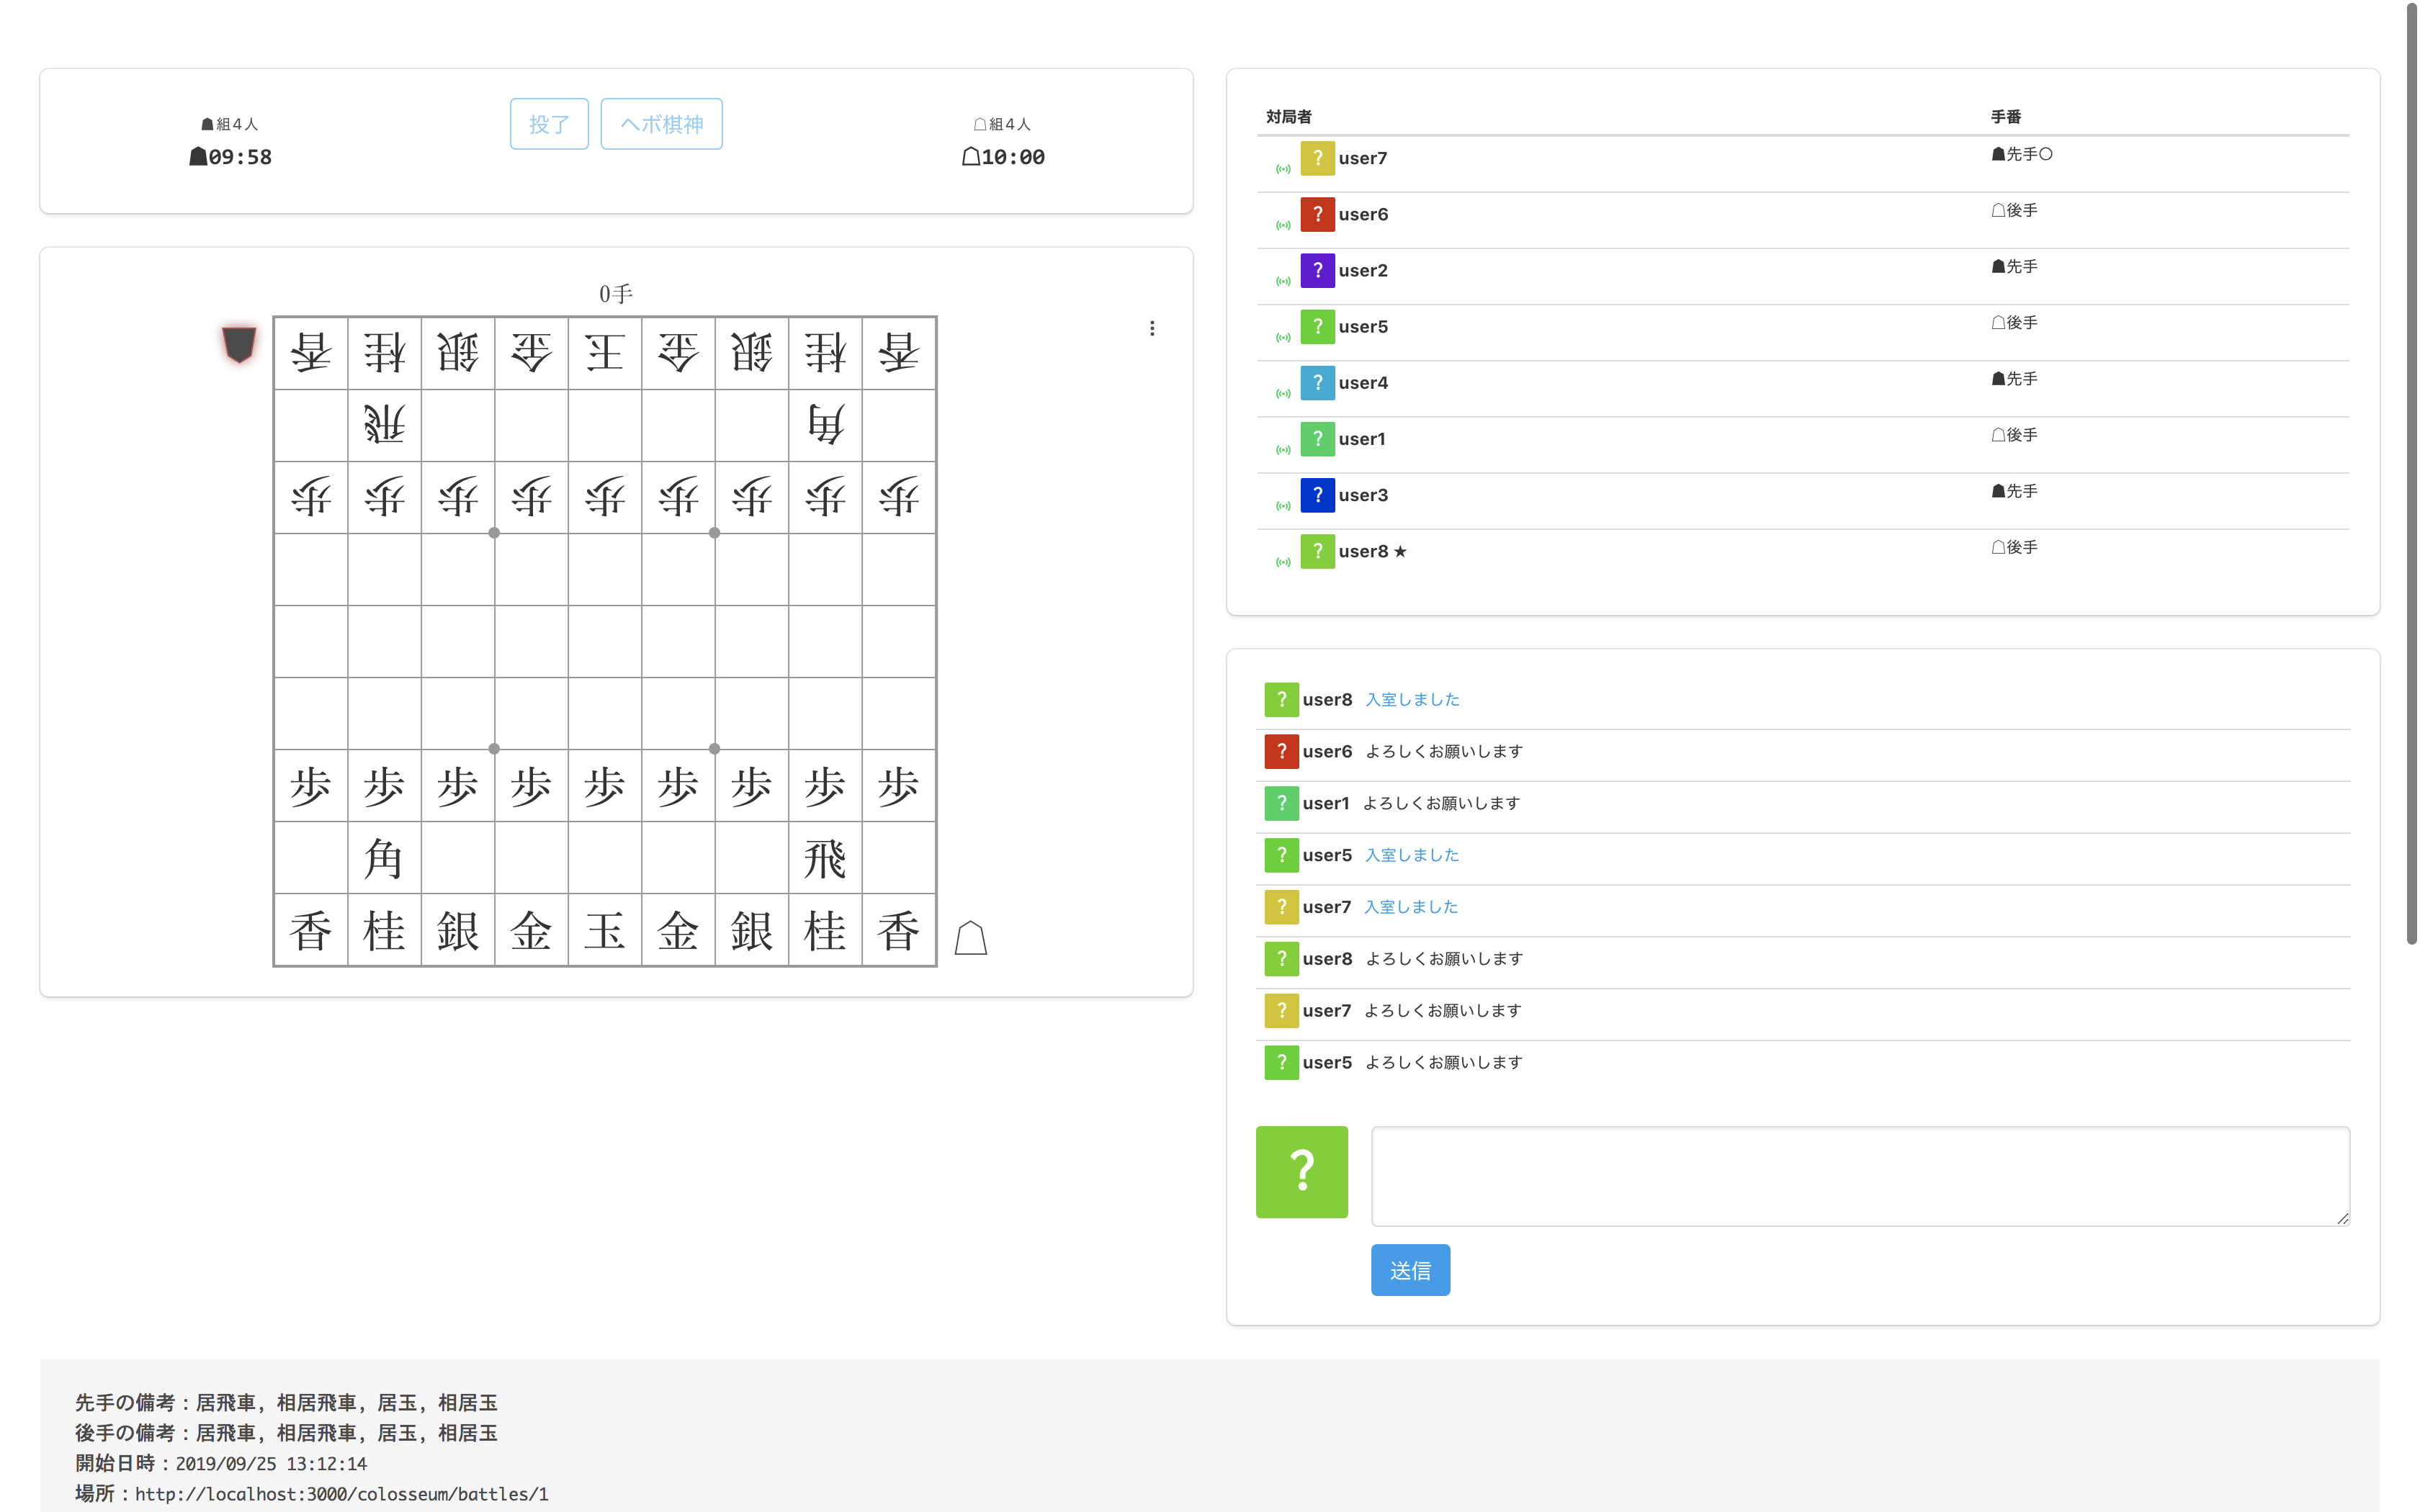 ☗組4人
☗09:58
投了
ヘボ棋神
☖組4人
☖10:00
0手
香桂銀金玉金銀桂香
飛角
歩歩歩歩歩歩歩歩歩
歩歩歩歩歩歩歩歩歩
角飛
香桂銀金玉金銀桂香
対局者 手番
? user7 ☗先手○
? user6 ☖後手
? user2 ☗先手
? user5 ☖後手
? user4 ☗先手
? user1 ☖後手
? user3 ☗先手
? user8 ★ ☖後手
? user8 入室しました
? user6 よろしくお願いします
? user1 よろしくお願いします
? user5 入室しました
? user7 入室しました
? user8 よろしくお願いします
? user7 よろしくお願いします
? user5 よろしくお願いします
?
送信
先手の備考：居飛車, 相居飛車, 居玉, 相居玉
後手の備考：居飛車, 相居飛車, 居玉, 相居玉
開始日時：2019/09/25 13:12:14
場所：http://localhost:3000/colosseum/battles/1